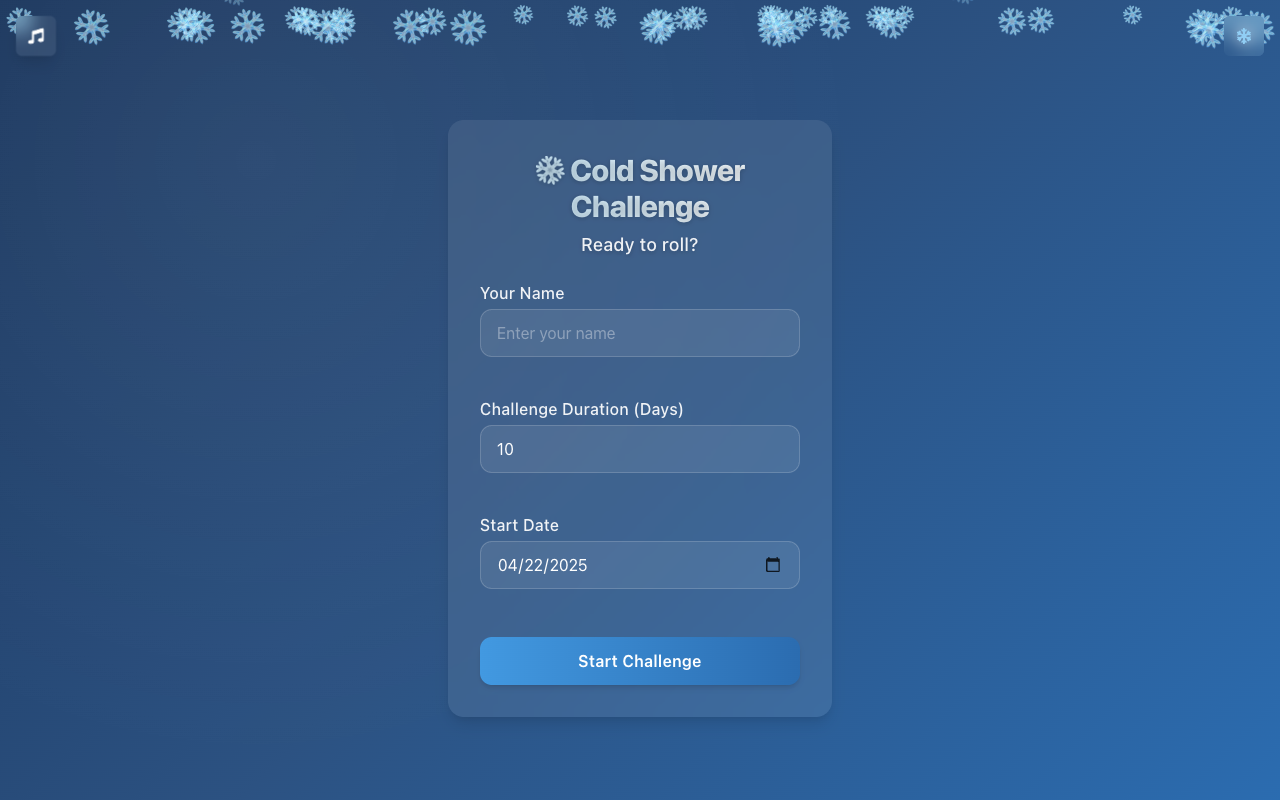 Cold Shower
Challenge
Ready to roll?
Your Name
Enter your name
Challenge Duration (Days)
10
Start Date
04/22/2025
Start Challenge